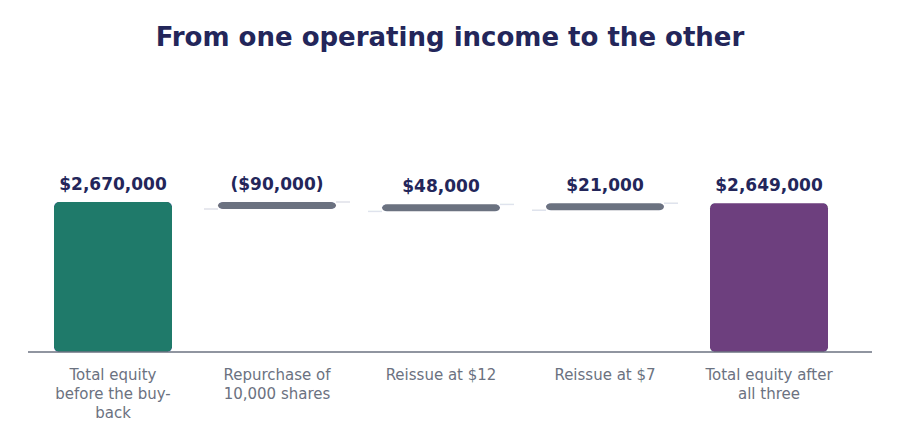 From one operating income to the other
$2,670,000
($90,000)
$48,000
$21,000
$2,649,000
Total equity
before the buy-
back
Repurchase of
10,000 shares
Reissue at $12
Reissue at $7
Total equity after
all three